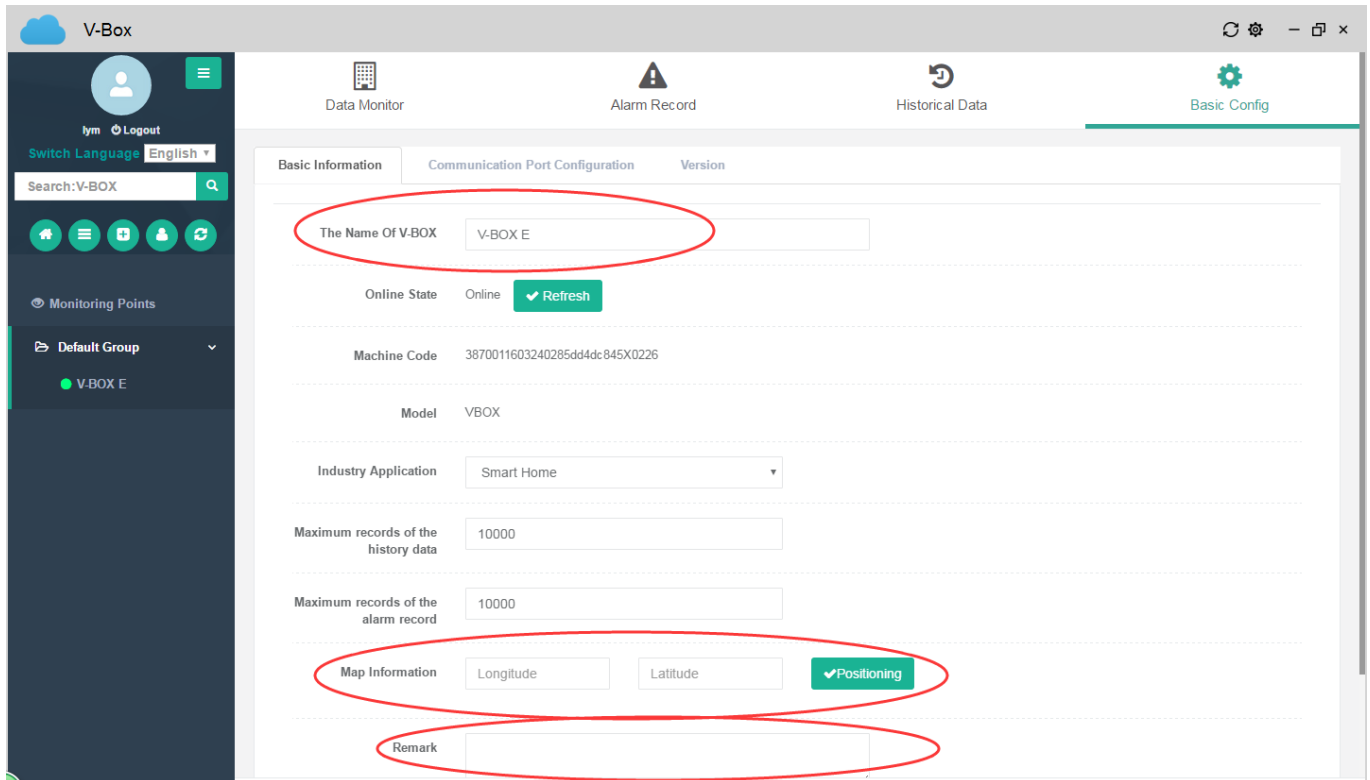 V-Box
lym Logout
Switch Language English
Search:V-BOX
Monitoring Points
Default Group
V-BOX E
Data Monitor
Alarm Record
Historical Data
Basic Config
Basic Information
Communication Port Configuration
Version
The Name Of V-BOX
V-BOX E
Online State
Online
Refresh
Machine Code
3870011603240285dd4dc845X0226
Model
VBOX
Industry Application
Smart Home
Maximum records of the
history data
10000
Maximum records of the
alarm record
10000
Map Information
Longitude
Latitude
Positioning
Remark